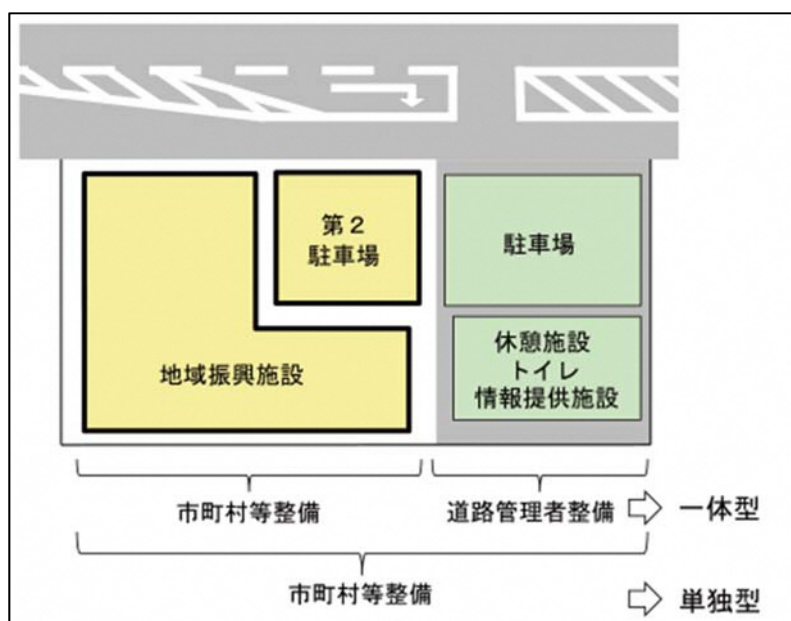 第２
駐車場
駐車場
地域振興施設
休憩施設
トイレ
情報提供施設
市町村等整備
道路管理者整備
一体型
市町村等整備
単独型